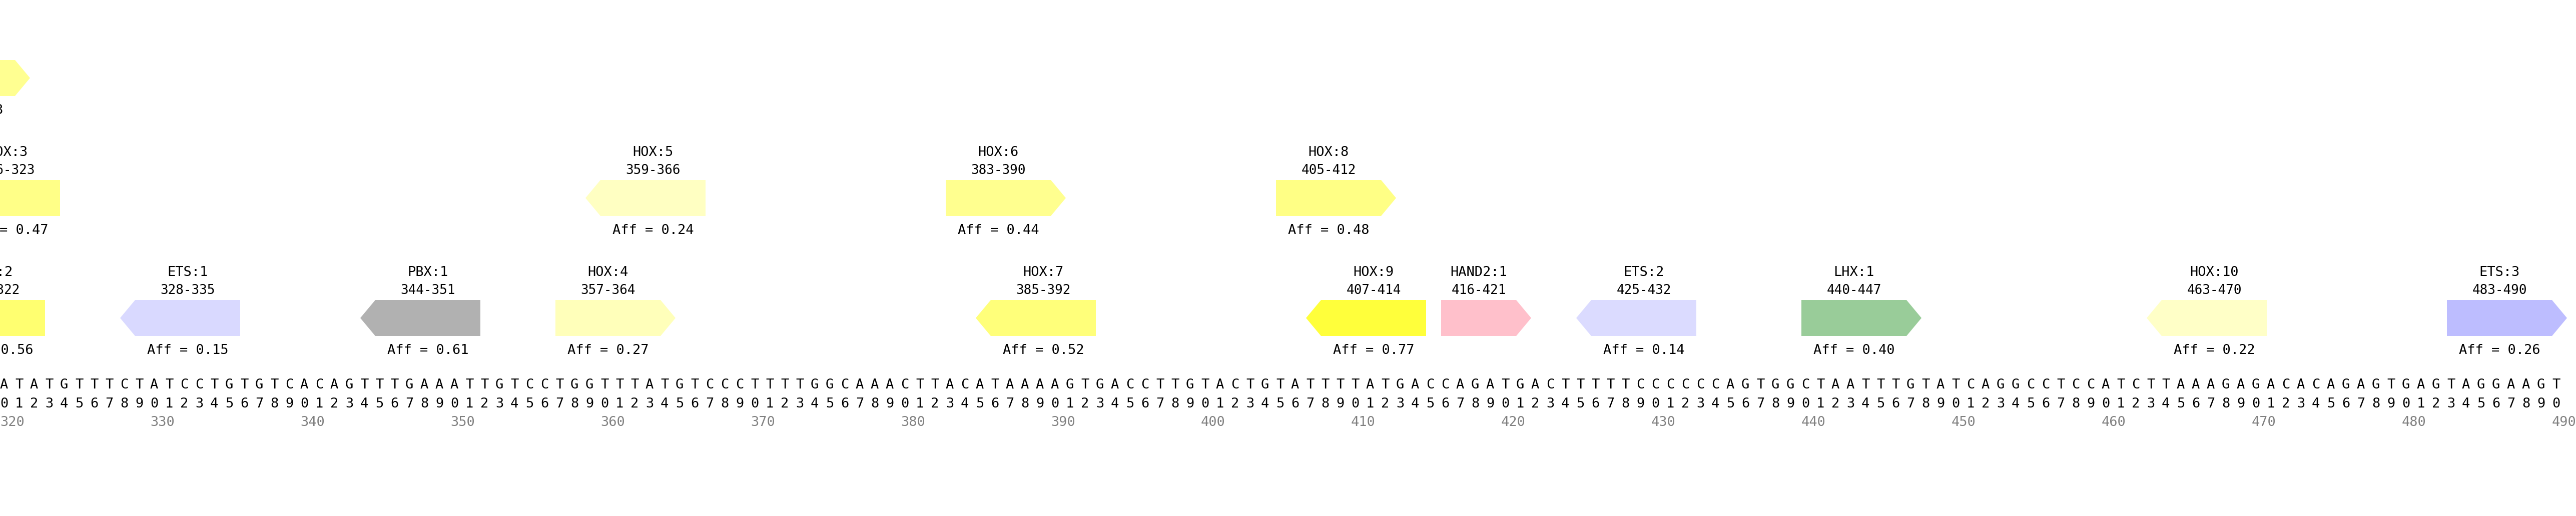 3
OX:3
6-323
HOX:5
359-366
HOX:6
383-390
HOX:8
405-412
= 0.47
Aff = 0.24
Aff = 0.44
Aff = 0.48
:2
322
ETS:1
328-335
PBX:1
344-351
HOX:4
357-364
HOX:7
385-392
HOX:9
407-414
HAND2:1
416-421
ETS:2
425-432
LHX:1
440-447
HOX:10
463-470
ETS:3
483-490
0.56
Aff = 0.15
Aff = 0.61
Aff = 0.27
Aff = 0.52
Aff = 0.77
Aff = 0.14
Aff = 0.40
Aff = 0.22
Aff = 0.26
A T A T G T T T C T A T C C T G T G T C A C A G T T T G A A A T T G T C C T G G T T T A T G T C C C T T T T G G C A A A C T T A C A T A A A A G T G A C C T T G T A C T G T A T T T T A T G A C C A G A T G A C T T T T T C C C C C C A G T G G C T A A T T T G T A T C A G G C C T C C A T C T T A A A G A G A C A C A G A G T G A G T A G G A A G T
0 1 2 3 4 5 6 7 8 9 0 1 2 3 4 5 6 7 8 9 0 1 2 3 4 5 6 7 8 9 0 1 2 3 4 5 6 7 8 9 0 1 2 3 4 5 6 7 8 9 0 1 2 3 4 5 6 7 8 9 0 1 2 3 4 5 6 7 8 9 0 1 2 3 4 5 6 7 8 9 0 1 2 3 4 5 6 7 8 9 0 1 2 3 4 5 6 7 8 9 0 1 2 3 4 5 6 7 8 9 0 1 2 3 4 5 6 7 8 9 0 1 2 3 4 5 6 7 8 9 0 1 2 3 4 5 6 7 8 9 0 1 2 3 4 5 6 7 8 9 0 1 2 3 4 5 6 7 8 9 0 1 2 3 4 5 6 7 8 9 0
320 330 340 350 360 370 380 390 400 410 420 430 440 450 460 470 480 490